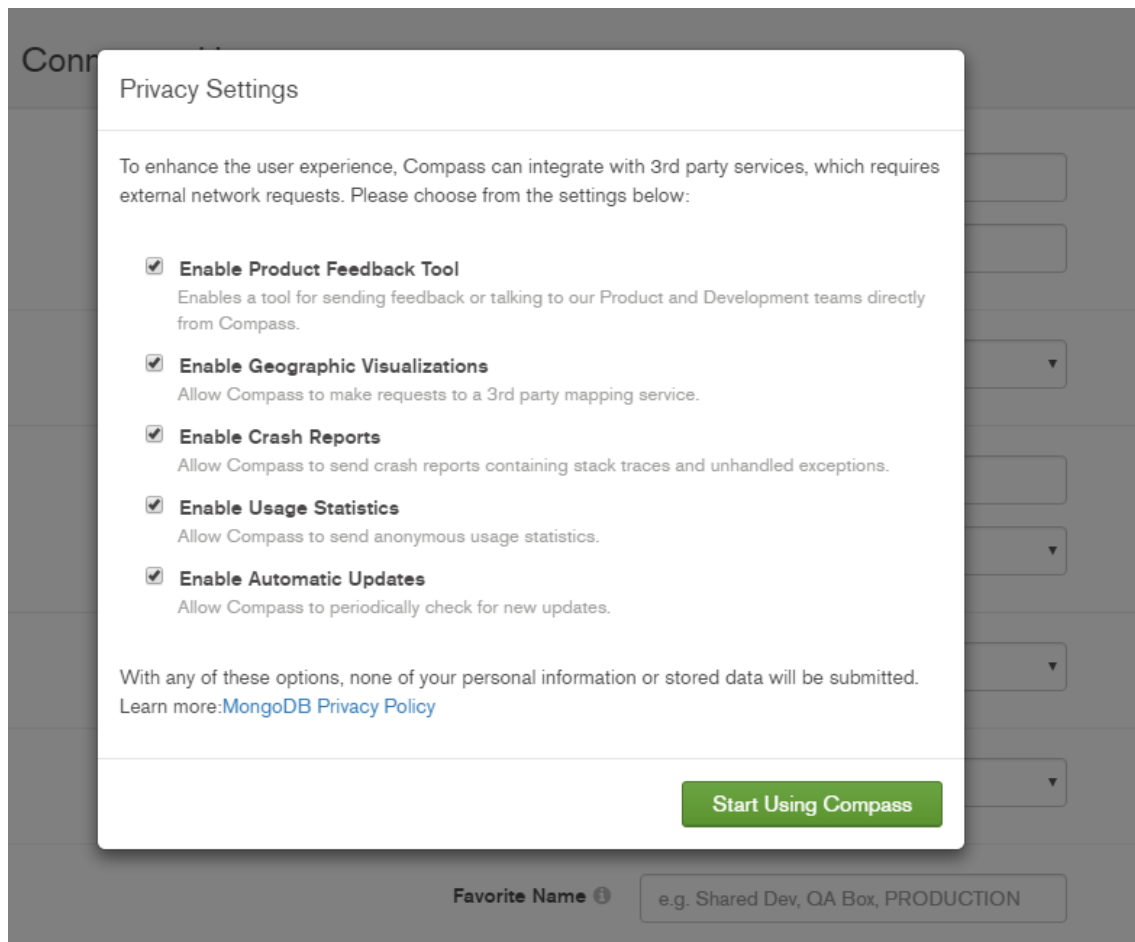 Conn
Privacy Settings
To enhance the user experience, Compass can integrate with 3rd party services, which requires
external network requests. Please choose from the settings below:
Enable Product Feedback Tool
Enables a tool for sending feedback or talking to our Product and Development teams directly
from Compass.
Enable Geographic Visualizations
Allow Compass to make requests to a 3rd party mapping service.
Enable Crash Reports
Allow Compass to send crash reports containing stack traces and unhandled exceptions.
Enable Usage Statistics
Allow Compass to send anonymous usage statistics.
Enable Automatic Updates
Allow Compass to periodically check for new updates.
With any of these options, none of your personal information or stored data will be submitted.
Learn more:MongoDB Privacy Policy
Start Using Compass
Favorite Name e.g. Shared Dev, QA Box, PRODUCTION